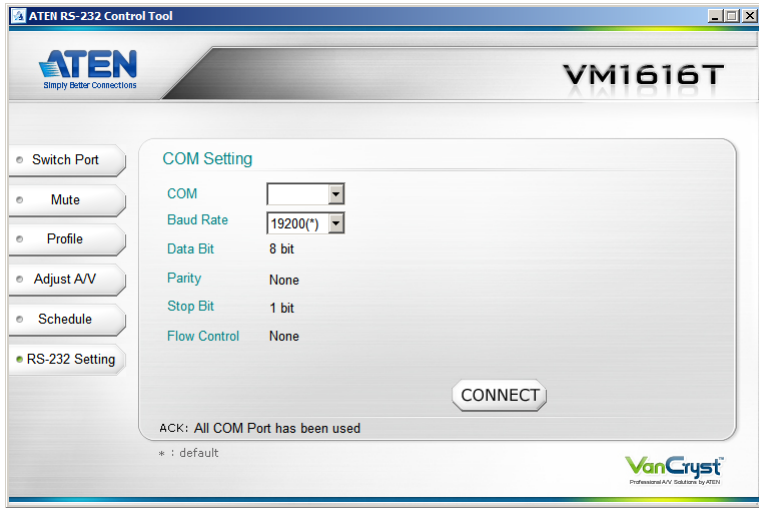 ATEN RS-232 Control Tool
ATEN
Simply Better Connections
VM1616T
Switch Port
Mute
Profile
Adjust A/V
Schedule
RS-232 Setting
COM Setting
COM
Baud Rate 19200(*)
Data Bit 8 bit
Parity None
Stop Bit 1 bit
Flow Control None
CONNECT
ACK: All COM Port has been used
* : default
VanCryst™
Professional A/V Solutions by ATEN